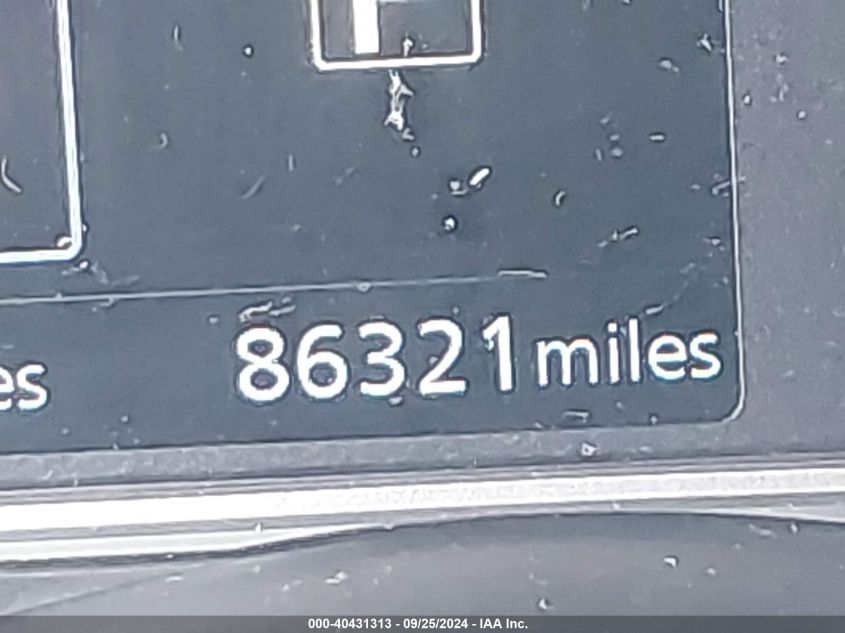 86321 miles
es
000-40431313 - 09/25/2024 - IAA Inc.